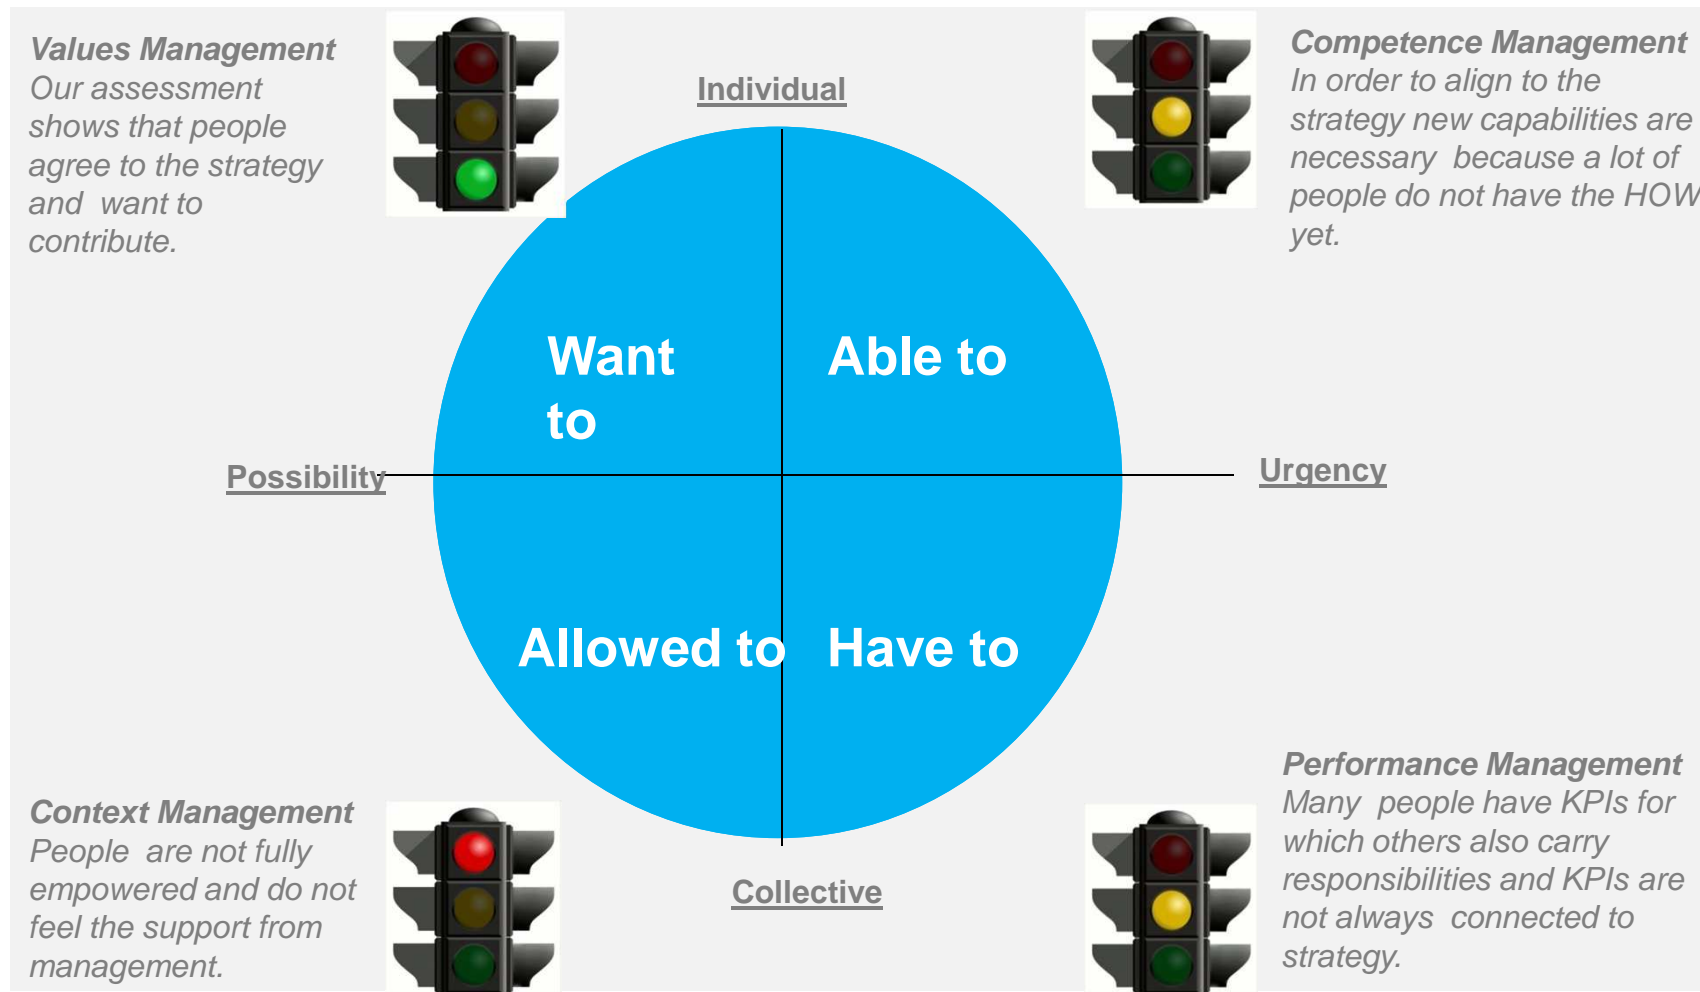 Values Management
Our assessment
shows that people
agree to the strategy
and want to
contribute.
Individual
Competence Management
In order to align to the
strategy new capabilities are
necessary because a lot of
people do not have the HOW
yet.
Want
to
Able to
Possibility
Urgency
Allowed to
Have to
Context Management
People are not fully
empowered and do not
feel the support from
management.
Collective
Performance Management
Many people have KPIs for
which others also carry
responsibilities and KPIs are
not always connected to
strategy.